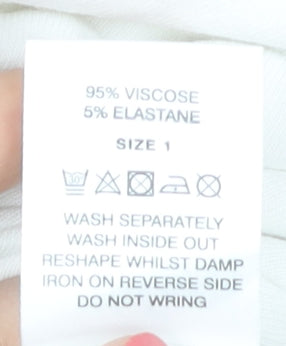 95% VISCOSE
5% ELASTANE
SIZE 1
30°
WASH SEPARATELY
WASH INSIDE OUT
RESHAPE WHILST DAMP
IRON ON REVERSE SIDE
DO NOT WRING